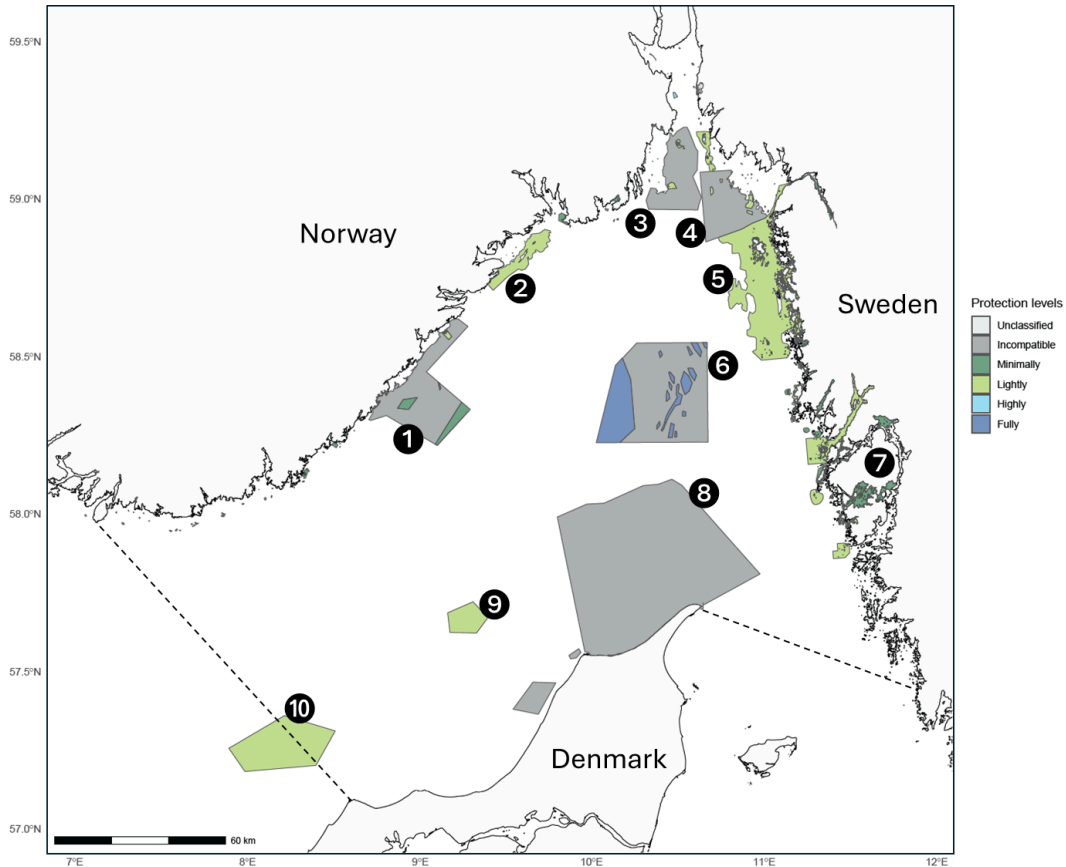 59.5°N
59.0°N
58.5°N
58.0°N
57.5°N
57.0°N
Norway
Sweden
Denmark
3
4
2
5
6
1
7
8
9
10
60 km
7°E
8°E
9°E
10°E
11°E
12°E
Protection levels
Unclassified
Incompatible
Minimally
Lightly
Highly
Fully